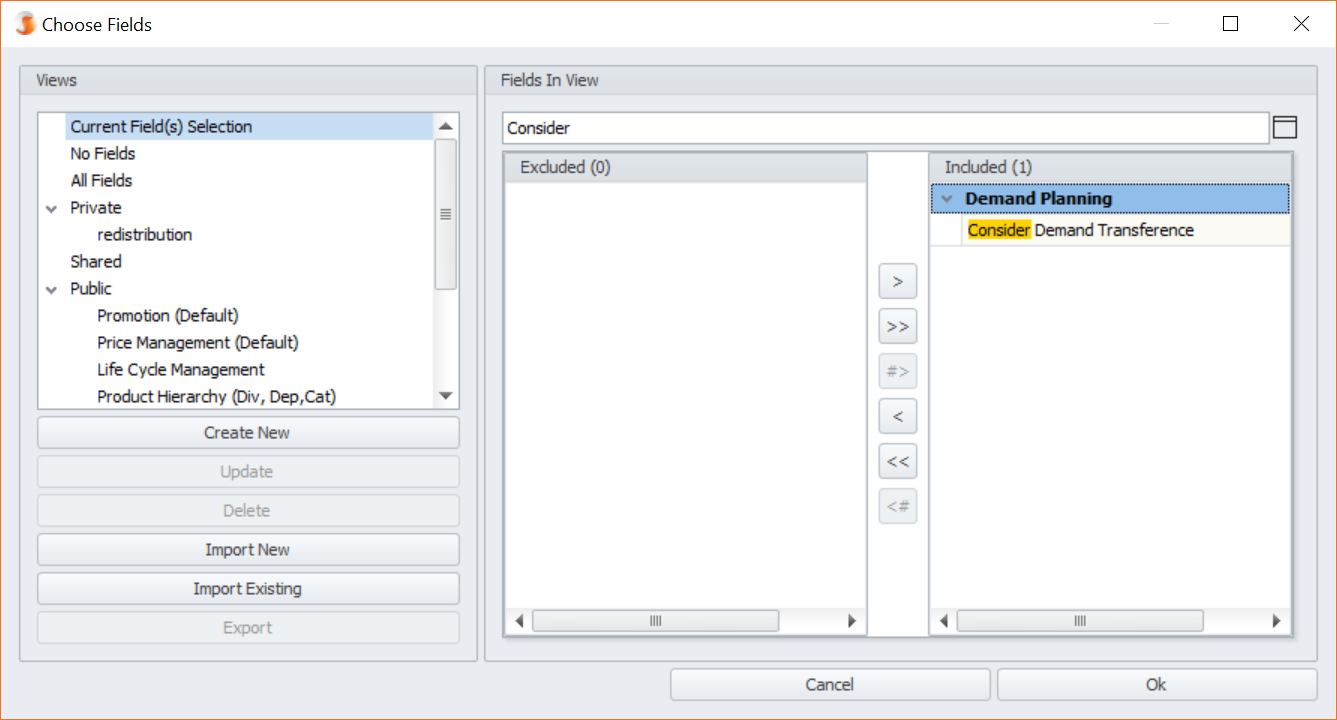 Choose Fields
Views
Current Field(s) Selection
No Fields
All Fields
Private
redistribution
Shared
Public
Promotion (Default)
Price Management (Default)
Life Cycle Management
Product Hierarchy (Div, Dep,Cat)
Create New
Update
Delete
Import New
Import Existing
Export
Fields In View
Consider
Excluded (0)
>
>>
#>
<
<<
<#
Included (1)
Demand Planning
Consider Demand Transference
Cancel
Ok